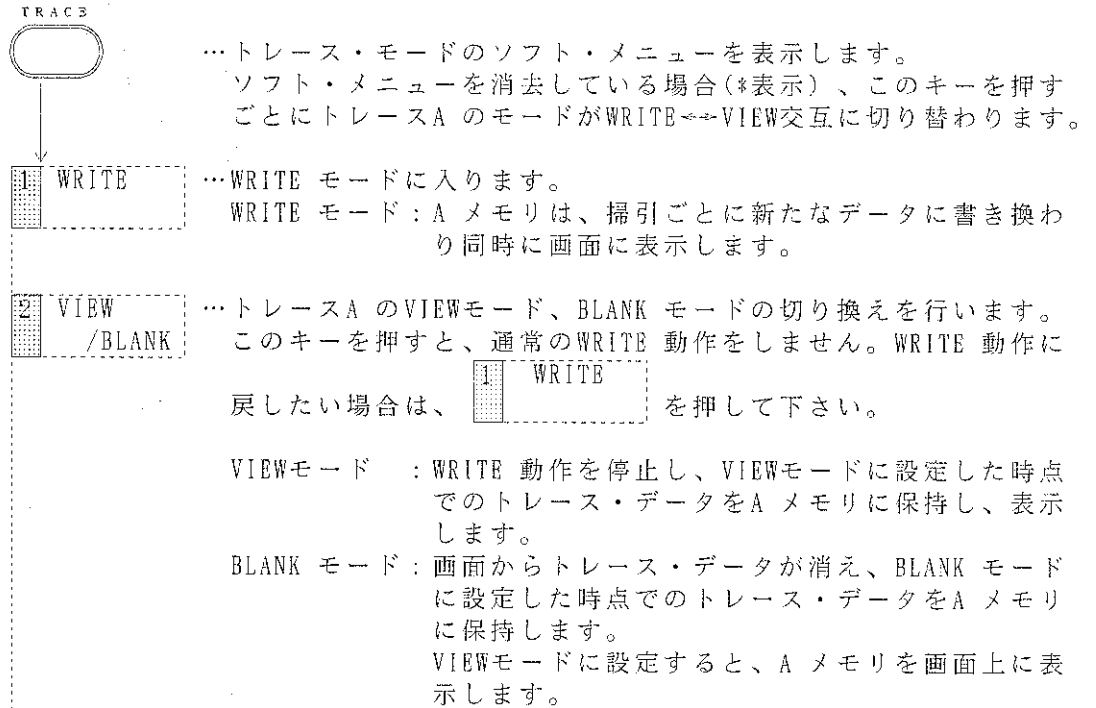 TRACE
…トレース・モードのソフト・メニューを表示します。
ソフト・メニューを消去している場合(*表示)、このキーを押す
ごとにトレースA のモードがWRITE↔VIEW交互に切り替わります。
1 WRITE …WRITE モードに入ります。
WRITE モード:A メモリは、掃引ごとに新たなデータに書き換わ
り同時に画面に表示します。
2 VIEW …トレースA のVIEWモード、BLANK モードの切り換えを行います。
/BLANK このキーを押すと、通常のWRITE 動作をしません。WRITE 動作に
戻したい場合は、 1 WRITE を押して下さい。
VIEWモード :WRITE 動作を停止し、VIEWモードに設定した時点
でのトレース・データをA メモリに保持し、表示
します。
BLANK モード:画面からトレース・データが消え、BLANK モード
に設定した時点でのトレース・データをA メモリ
に保持します。
VIEWモードに設定すると、A メモリを画面上に表
示します。